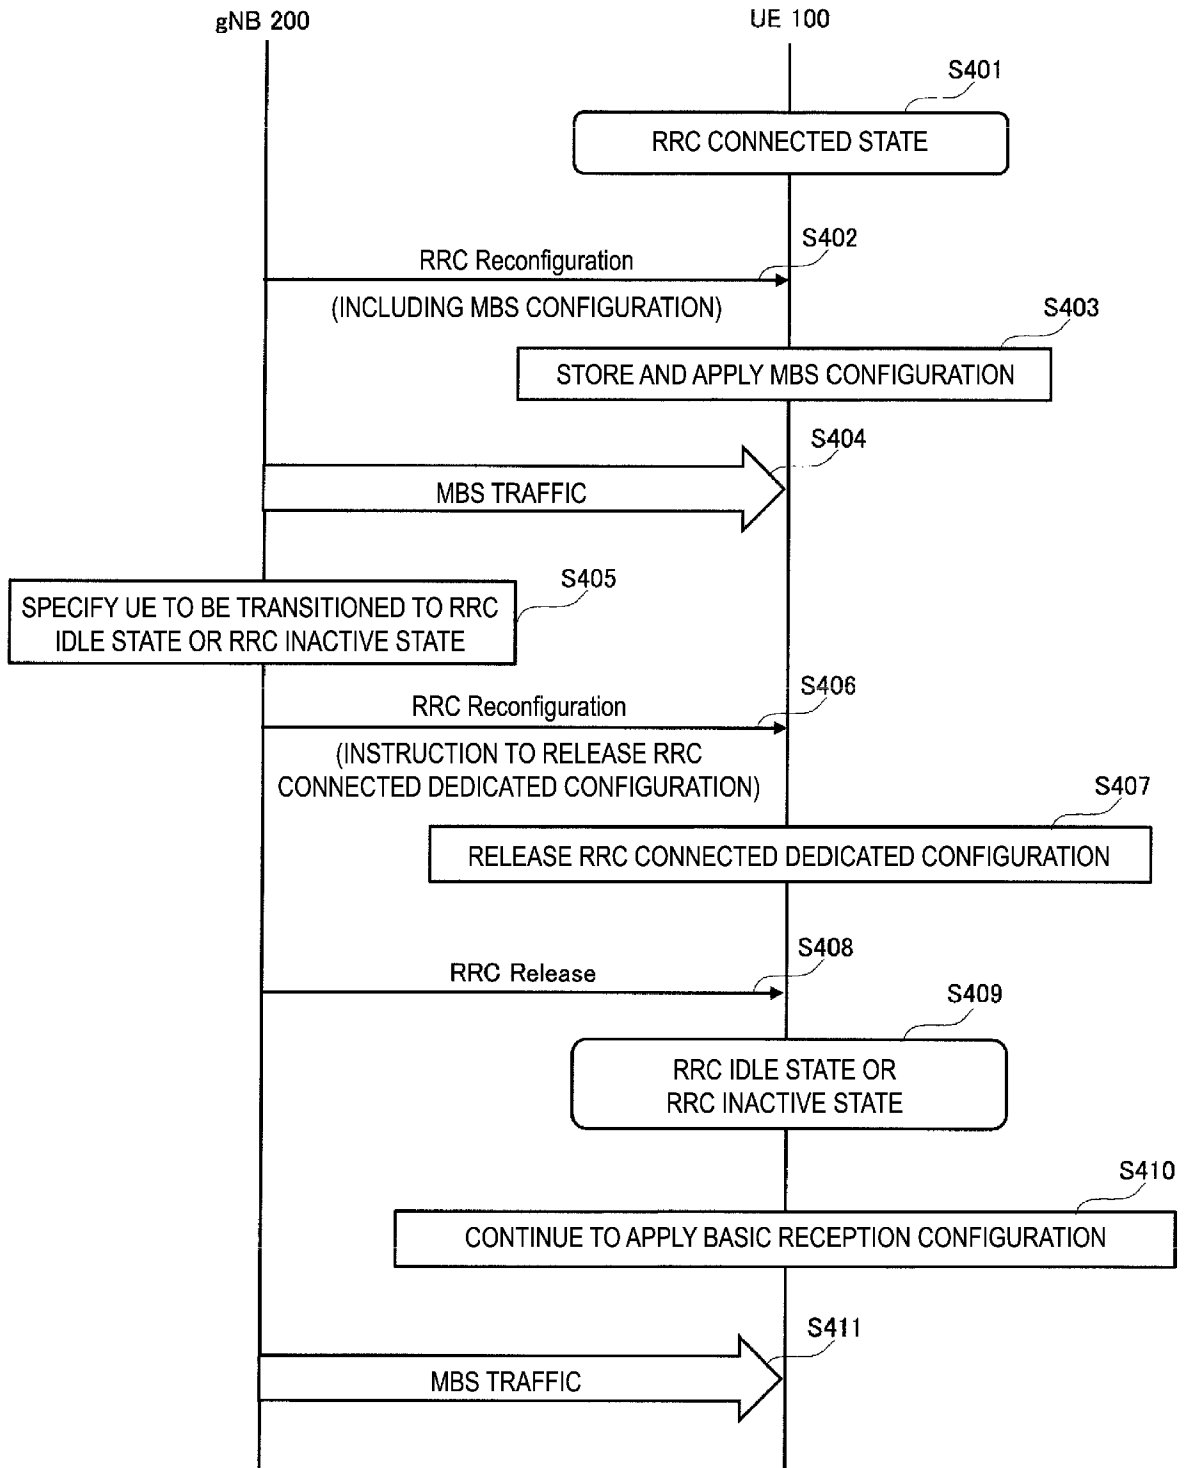 gNB 200
UE 100
S401
RRC CONNECTED STATE
S402
RRC Reconfiguration
(INCLUDING MBS CONFIGURATION)
S403
STORE AND APPLY MBS CONFIGURATION
S404
MBS TRAFFIC
S405
SPECIFY UE TO BE TRANSITIONED TO RRC
IDLE STATE OR RRC INACTIVE STATE
S406
RRC Reconfiguration
(INSTRUCTION TO RELEASE RRC
CONNECTED DEDICATED CONFIGURATION)
S407
RELEASE RRC CONNECTED DEDICATED CONFIGURATION
S408
RRC Release
S409
RRC IDLE STATE OR
RRC INACTIVE STATE
S410
CONTINUE TO APPLY BASIC RECEPTION CONFIGURATION
S411
MBS TRAFFIC